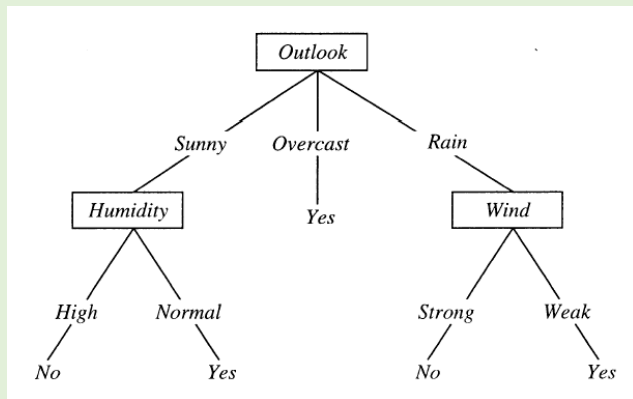 Outlook
Sunny Overcast Rain
Humidity Yes Wind
High Normal Strong Weak
No Yes No Yes